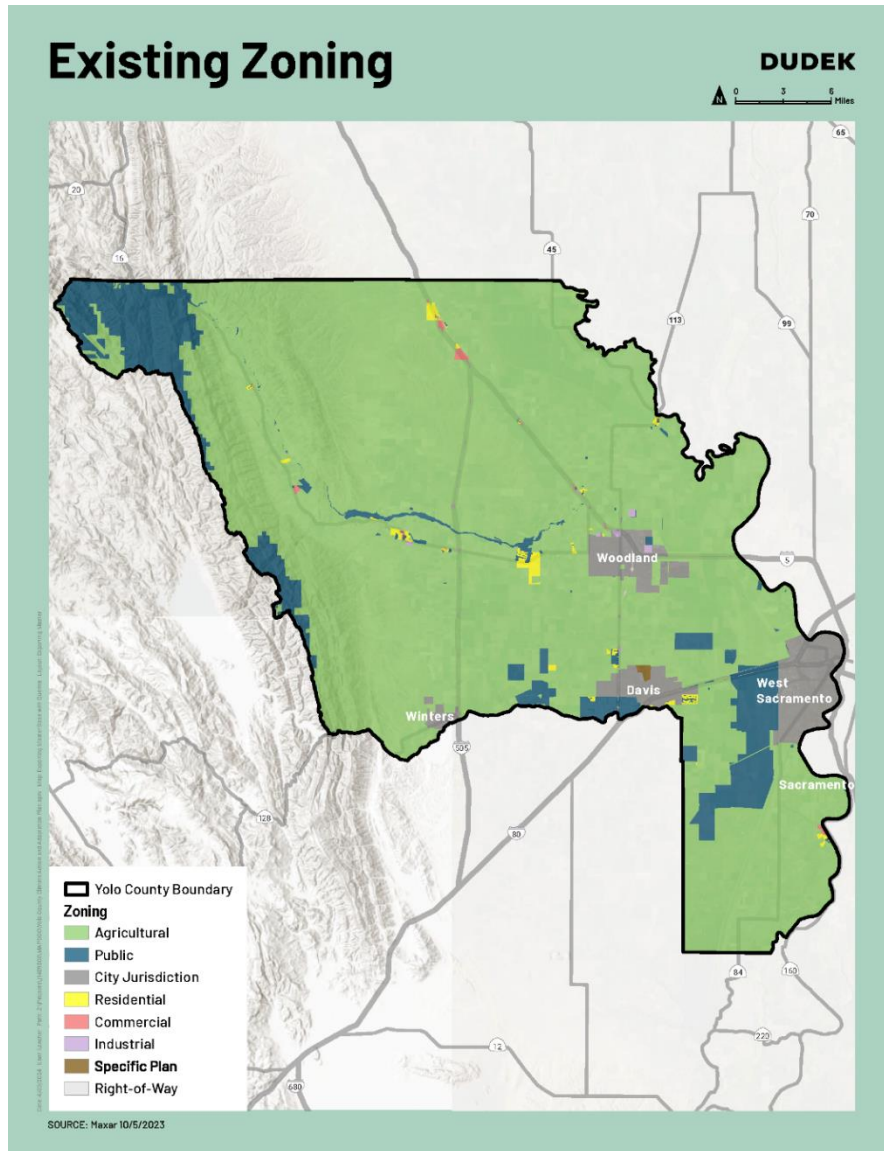 Existing Zoning
DUDEK
N
0 3 6
Miles
65
20
70
16
45
113
99
Woodland
5
West
Sacramento
Davis
Winters
505
Sacramento
128
80
84
160
220
12
680
Yolo County Boundary
Zoning
Agricultural
Public
City Jurisdiction
Residential
Commercial
Industrial
Specific Plan
Right-of-Way
SOURCE: Maxar 10/5/2023